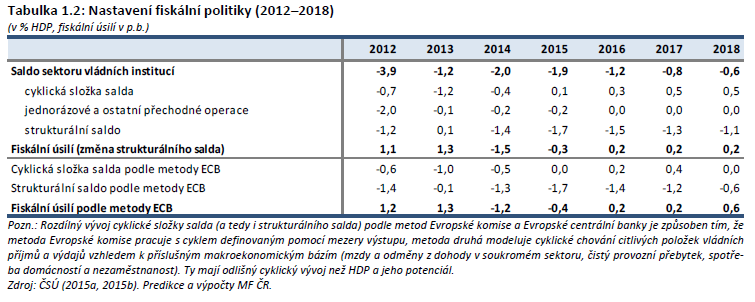 Tabulka 1.2: Nastavení fiskální politiky (2012–2018)
(v % HDP, fiskální úsilí v p.b.)
2012 2013 2014 2015 2016 2017 2018
Saldo sektoru vládních institucí -3,9 -1,2 -2,0 -1,9 -1,2 -0,8 -0,6
cyklická složka salda -0,7 -1,2 -0,4 0,1 0,3 0,5 0,5
jednorázové a ostatní přechodné operace -2,0 -0,1 -0,2 -0,2 0,0 0,0 0,0
strukturální saldo -1,2 0,1 -1,4 -1,7 -1,5 -1,3 -1,1
Fiskální úsilí (změna strukturálního salda) 1,1 1,3 -1,5 -0,3 0,2 0,2 0,2
Cyklická složka salda podle metody ECB -0,6 -1,0 -0,5 0,0 0,2 0,4 0,0
Strukturální saldo podle metody ECB -1,4 -0,1 -1,3 -1,7 -1,4 -1,2 -0,6
Fiskální úsilí podle metody ECB 1,2 1,3 -1,2 -0,4 0,2 0,2 0,6
Pozn.: Rozdílný vývoj cyklické složky salda (a tedy i strukturálního salda) podle metod Evropské komise a Evropské centrální banky je způsoben tím, že
metoda Evropské komise pracuje s cyklem definovaným pomocí mezery výstupu, metoda druhá modeluje cyklické chování citlivých položek vládních
příjmů a výdajů vzhledem k příslušným makroekonomickým bázím (mzdy a odměny z dohody v soukromém sektoru, čistý provozní přebytek, spotře-
ba domácností a nezaměstnanost). Ty mají odlišný cyklický vývoj než HDP a jeho potenciál.
Zdroj: ČSÚ (2015a, 2015b). Predikce a výpočty MF ČR.